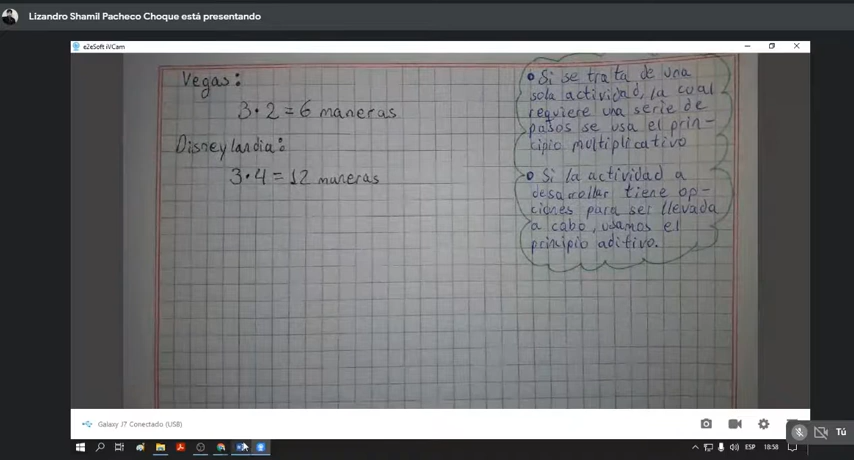 Lizandro Shamil Pacheco Choque está presentando
e2eSoft iVCam
Vegas:
3·2 = 6 maneras
Disneylandia:
3·4 = 12 maneras
• Si se trata de una
sola actividad, la cual
requiere una serie de
pasos se usa el prin-
cipio multiplicativo
• Si la actividad a
desarrollar tiene op-
ciones para ser llevada
a cabo, usamos el
principio aditivo.
Galaxy J7 Conectado (USB)
Tú
ESP
18:58